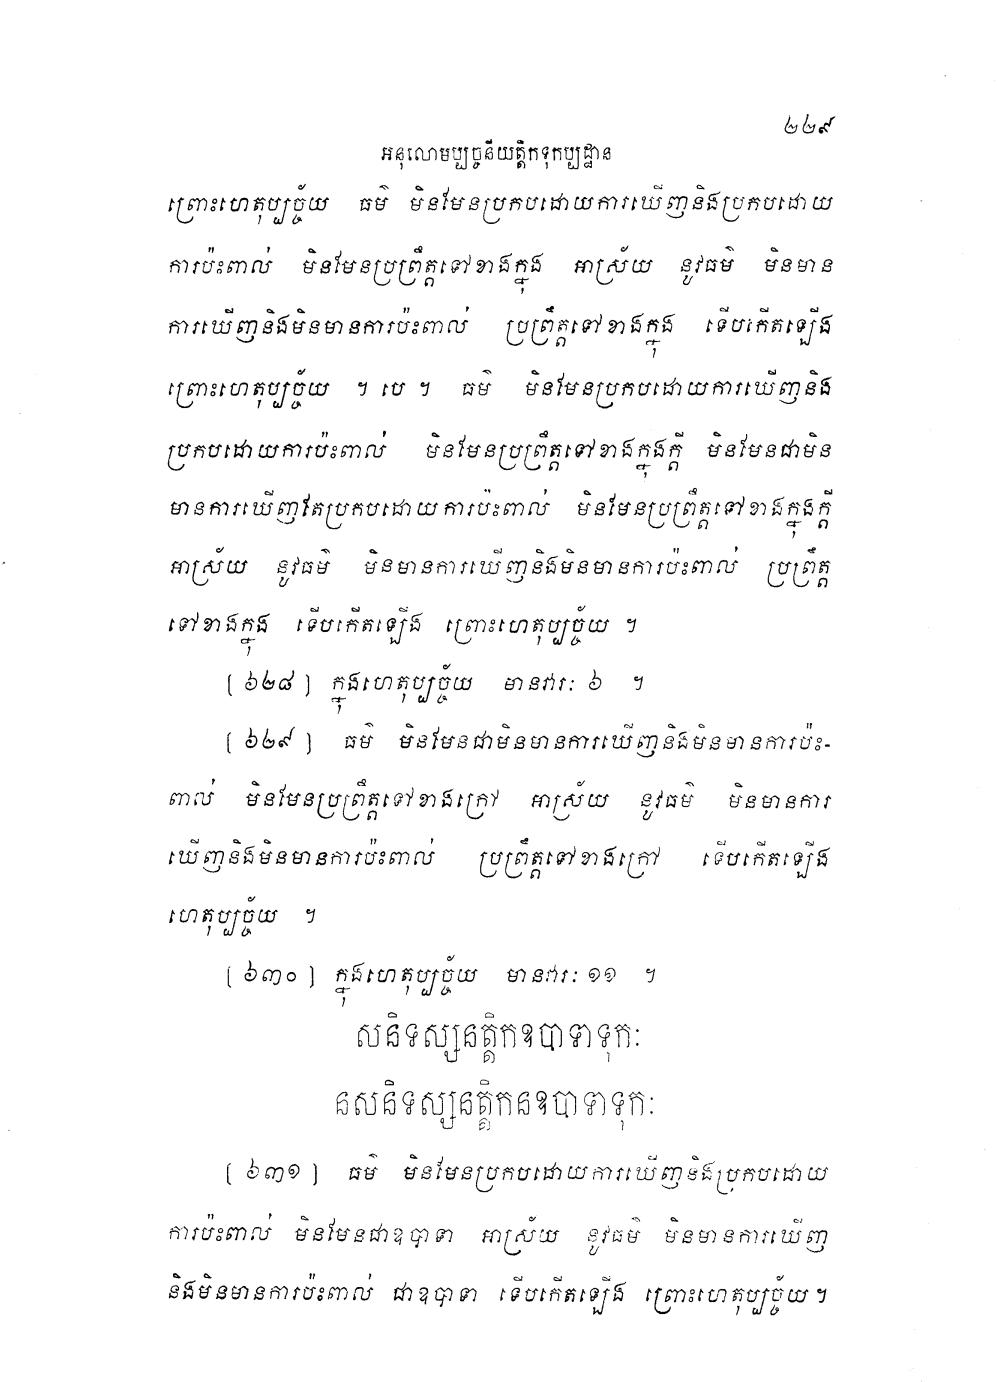 ២២៩
អនុលោមប្បច្ចនីយត្តិកទុកប្បដ្ឋាន
ព្រោះហេតុប្បច្ច័យ ធម៌ មិនមែនប្រកបដោយការឃើញនិងប្រកបដោយ
ការប៉ះពាល់ មិនមែនប្រព្រឹត្តទៅខាងក្នុង អាស្រ័យ នូវធម៌ មិនមាន
ការឃើញនិងមិនមានការប៉ះពាល់ ប្រព្រឹត្តទៅខាងក្នុង ទើបកើតឡើង
ព្រោះហេតុប្បច្ច័យ ។ បេ ។ ធម៌ មិនមែនប្រកបដោយការឃើញនិង
ប្រកបដោយការប៉ះពាល់ មិនមែនប្រព្រឹត្តទៅខាងក្នុងក្តី មិនមែនជាមិន
មានការឃើញតែប្រកបដោយការប៉ះពាល់ មិនមែនប្រព្រឹត្តទៅខាងក្នុងក្តី
អាស្រ័យ នូវធម៌ មិនមានការឃើញនិងមិនមានការប៉ះពាល់ ប្រព្រឹត្ត
ទៅខាងក្នុង ទើបកើតឡើង ព្រោះហេតុប្បច្ច័យ ។
[ ៦២៨ ] ក្នុងហេតុប្បច្ច័យ មានវារៈ ៦ ។
[ ៦២៩ ] ធម៌ មិនមែនជាមិនមានការឃើញនិងមិនមានការប៉ះ-
ពាល់ មិនមែនប្រព្រឹត្តទៅខាងក្រៅ អាស្រ័យ នូវធម៌ មិនមានការ
ឃើញនិងមិនមានការប៉ះពាល់ ប្រព្រឹត្តទៅខាងក្រៅ ទើបកើតឡើង
ហេតុប្បច្ច័យ ។
[ ៦៣០ ] ក្នុងហេតុប្បច្ច័យ មានវារៈ ១១ ។
សនិទស្សនត្តិកឧបាទាទុកៈ
នសនិទស្សនត្តិកនឧបាទាទុកៈ
[ ៦៣១ ] ធម៌ មិនមែនប្រកបដោយការឃើញនិងប្រកបដោយ
ការប៉ះពាល់ មិនមែនជាឧបាទា អាស្រ័យ នូវធម៌ មិនមានការឃើញ
និងមិនមានការប៉ះពាល់ ជាឧបាទា ទើបកើតឡើង ព្រោះហេតុប្បច្ច័យ ។